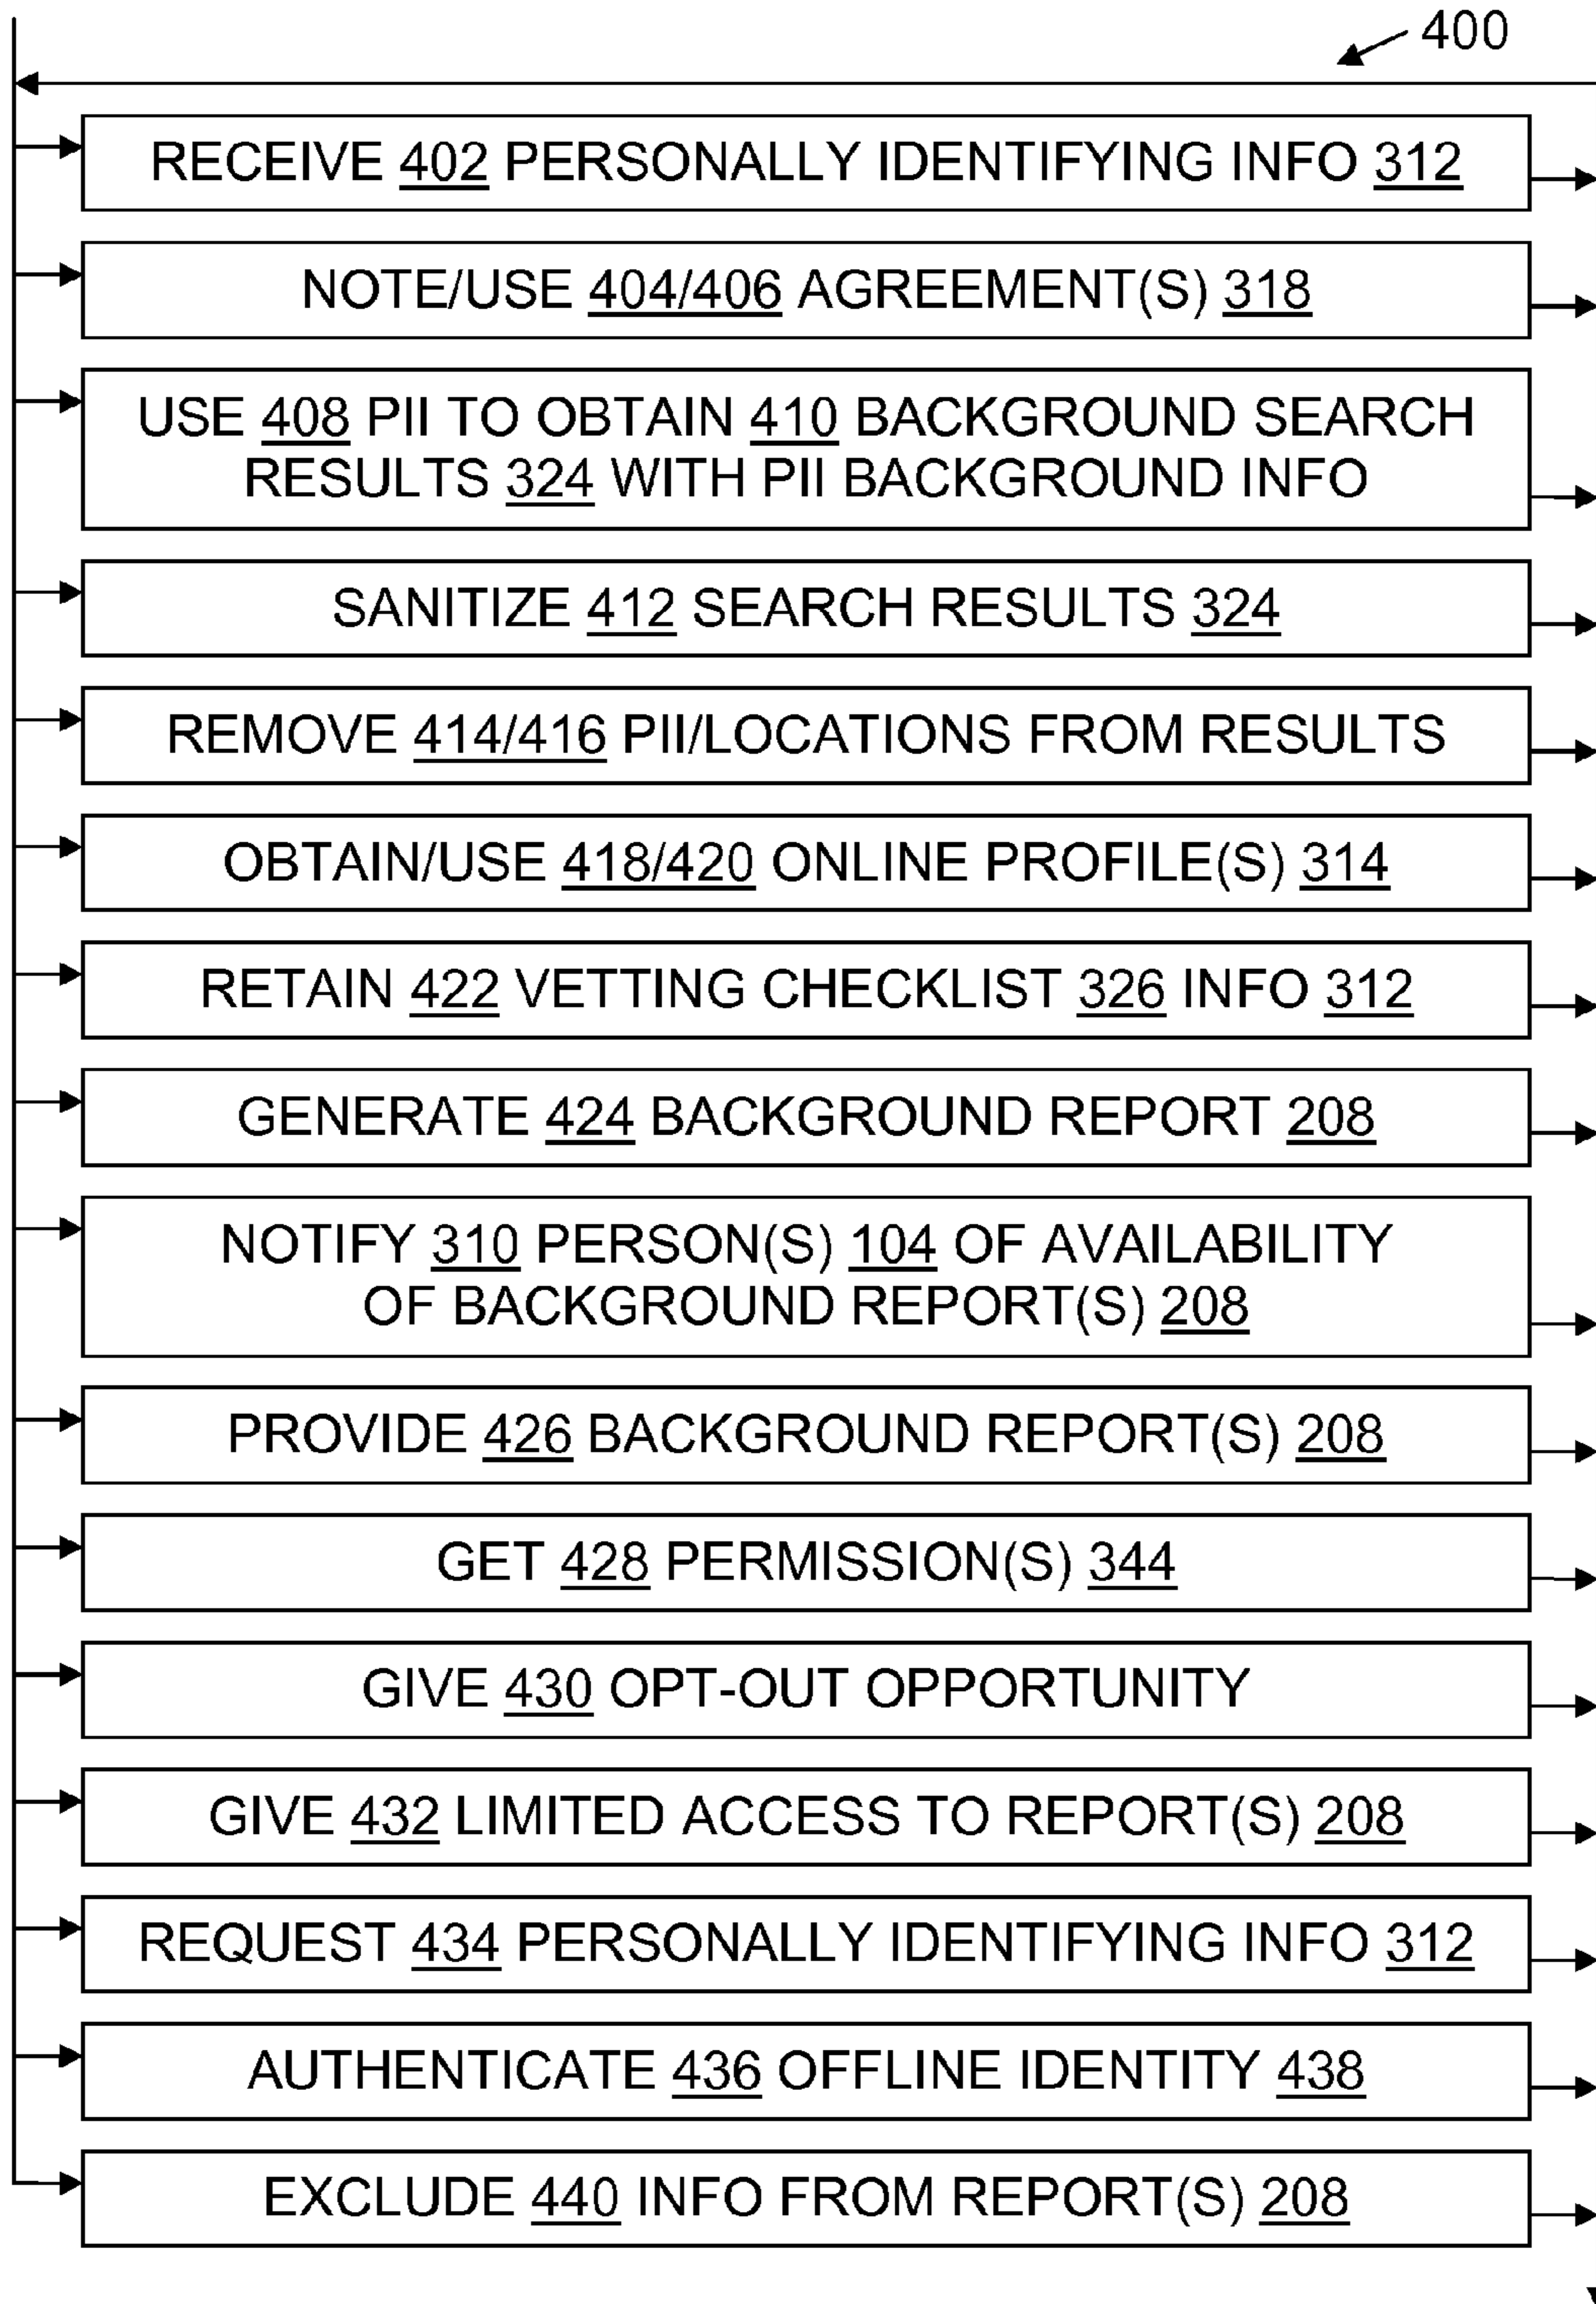 400
RECEIVE 402 PERSONALLY IDENTIFYING INFO 312
NOTE/USE 404/406 AGREEMENT(S) 318
USE 408 PII TO OBTAIN 410 BACKGROUND SEARCH
RESULTS 324 WITH PII BACKGROUND INFO
SANITIZE 412 SEARCH RESULTS 324
REMOVE 414/416 PII/LOCATIONS FROM RESULTS
OBTAIN/USE 418/420 ONLINE PROFILE(S) 314
RETAIN 422 VETTING CHECKLIST 326 INFO 312
GENERATE 424 BACKGROUND REPORT 208
NOTIFY 310 PERSON(S) 104 OF AVAILABILITY
OF BACKGROUND REPORT(S) 208
PROVIDE 426 BACKGROUND REPORT(S) 208
GET 428 PERMISSION(S) 344
GIVE 430 OPT-OUT OPPORTUNITY
GIVE 432 LIMITED ACCESS TO REPORT(S) 208
REQUEST 434 PERSONALLY IDENTIFYING INFO 312
AUTHENTICATE 436 OFFLINE IDENTITY 438
EXCLUDE 440 INFO FROM REPORT(S) 208